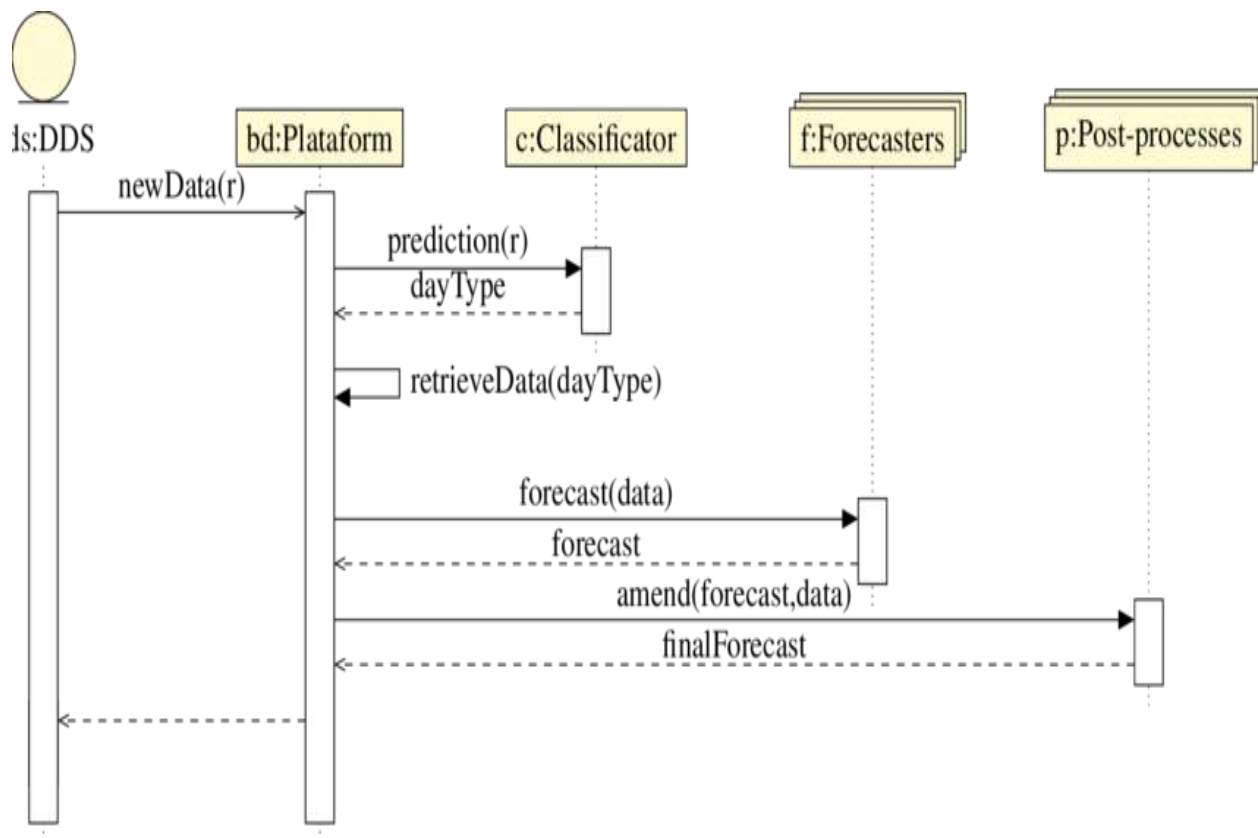 ds:DDS
bd:Plataform
c:Classificator
f:Forecasters
p:Post-processes
newData(r)
prediction(r)
dayType
retrieveData(dayType)
forecast(data)
forecast
amend(forecast,data)
finalForecast